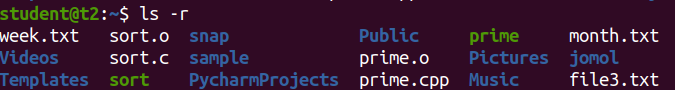 student@t2:~$ ls -r
week.txt   sort.o  snap             Public     prime     month.txt
Videos     sort.c  sample           prime.o    Pictures  jomol
Templates  sort    PycharmProjects  prime.cpp  Music     file3.txt